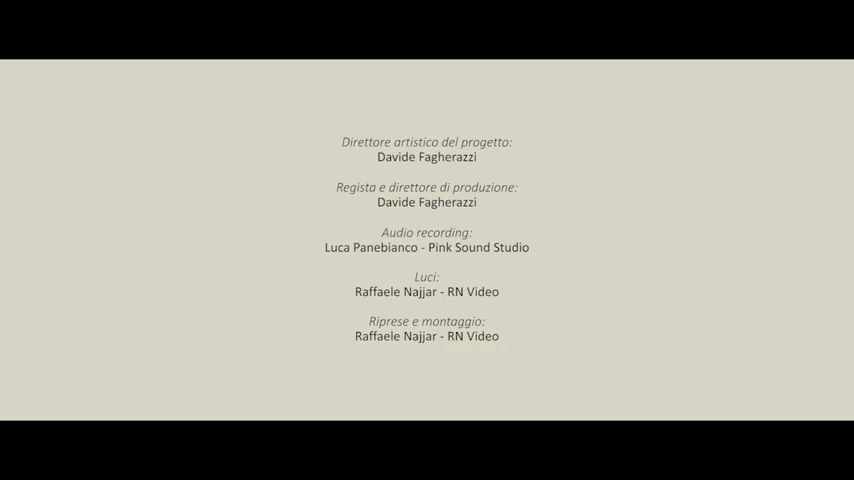 Direttore artistico del progetto:
Davide Fagherazzi
Regista e direttore di produzione:
Davide Fagherazzi
Audio recording:
Luca Panebianco - Pink Sound Studio
Luci:
Raffaele Najjar - RN Video
Riprese e montaggio:
Raffaele Najjar - RN Video